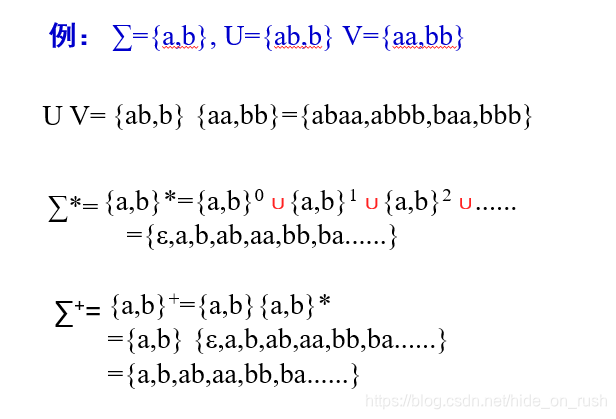 例： ∑={a,b}, U={ab,b} V={aa,bb}
U V= {ab,b} {aa,bb}={abaa,abbb,baa,bbb}
∑*= {a,b}*={a,b}⁰ ∪ {a,b}¹ ∪ {a,b}² ∪ ......
={ε,a,b,ab,aa,bb,ba......}
∑⁺= {a,b}⁺={a,b}{a,b}*
={a,b} {ε,a,b,ab,aa,bb,ba......}
={a,b,ab,aa,bb,ba......}
https://blog.csdn.net/hide_on_rush